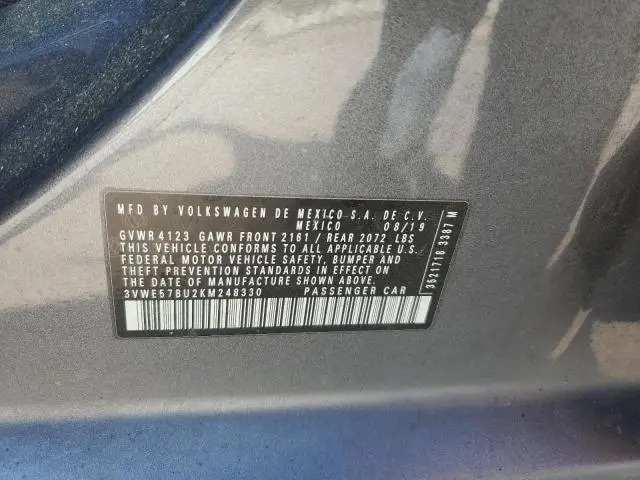 MFD BY VOLKSWAGEN DE MEXICO S.A. DE C.V.
MEXICO 08/19
GVWR 4123 GAWR FRONT 2161 / REAR 2072 LBS
THIS VEHICLE CONFORMS TO ALL APPLICABLE U.S.
FEDERAL MOTOR VEHICLE SAFETY, BUMPER AND
THEFT PREVENTION STANDARDS IN EFFECT ON
THE DATE OF MANUFACTURE SHOWN ABOVE.
3VWE57BU2KM248330 PASSENGER CAR
3521718 3387 M